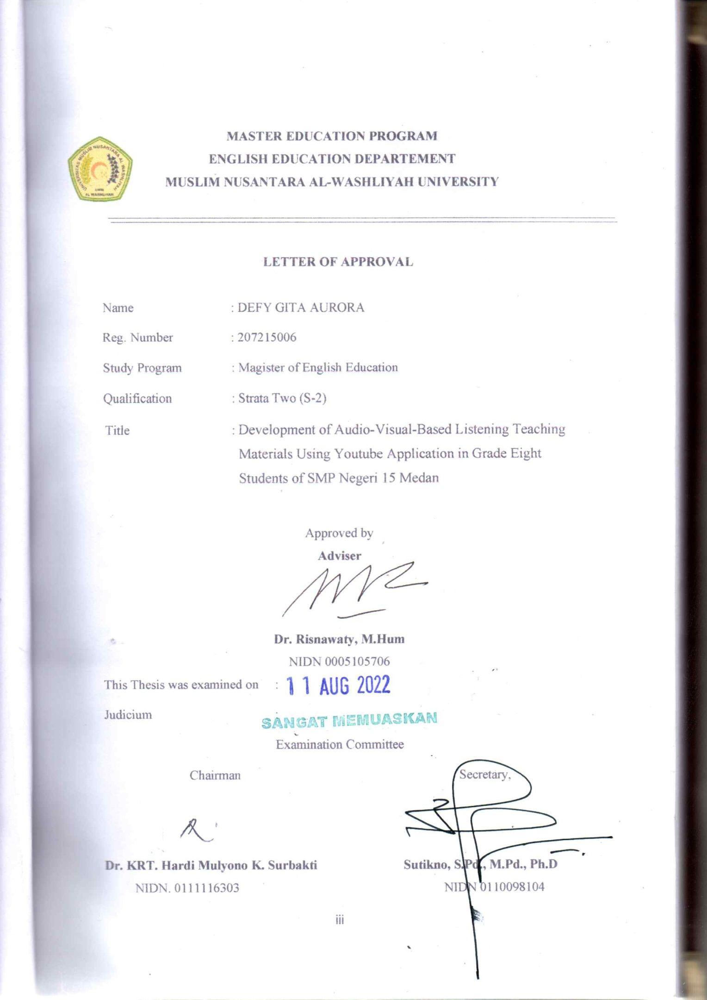 UNIVERSITAS MUSLIM NUSANTARA AL WASHLIYAH
UMN
AL WASHLIYAH
MASTER EDUCATION PROGRAM
ENGLISH EDUCATION DEPARTEMENT
MUSLIM NUSANTARA AL-WASHLIYAH UNIVERSITY
LETTER OF APPROVAL
Name : DEFY GITA AURORA
Reg. Number : 207215006
Study Program : Magister of English Education
Qualification : Strata Two (S-2)
Title : Development of Audio-Visual-Based Listening Teaching
Materials Using Youtube Application in Grade Eight
Students of SMP Negeri 15 Medan
Approved by
Adviser
Dr. Risnawaty, M.Hum
NIDN 0005105706
This Thesis was examined on : 11 AUG 2022
Judicium : SANGAT MEMUASKAN
Examination Committee
Chairman Secretary,
Dr. KRT. Hardi Mulyono K. Surbakti Sutikno, S.Pd., M.Pd., Ph.D
NIDN. 0111116303 NIDN 0110098104
iii